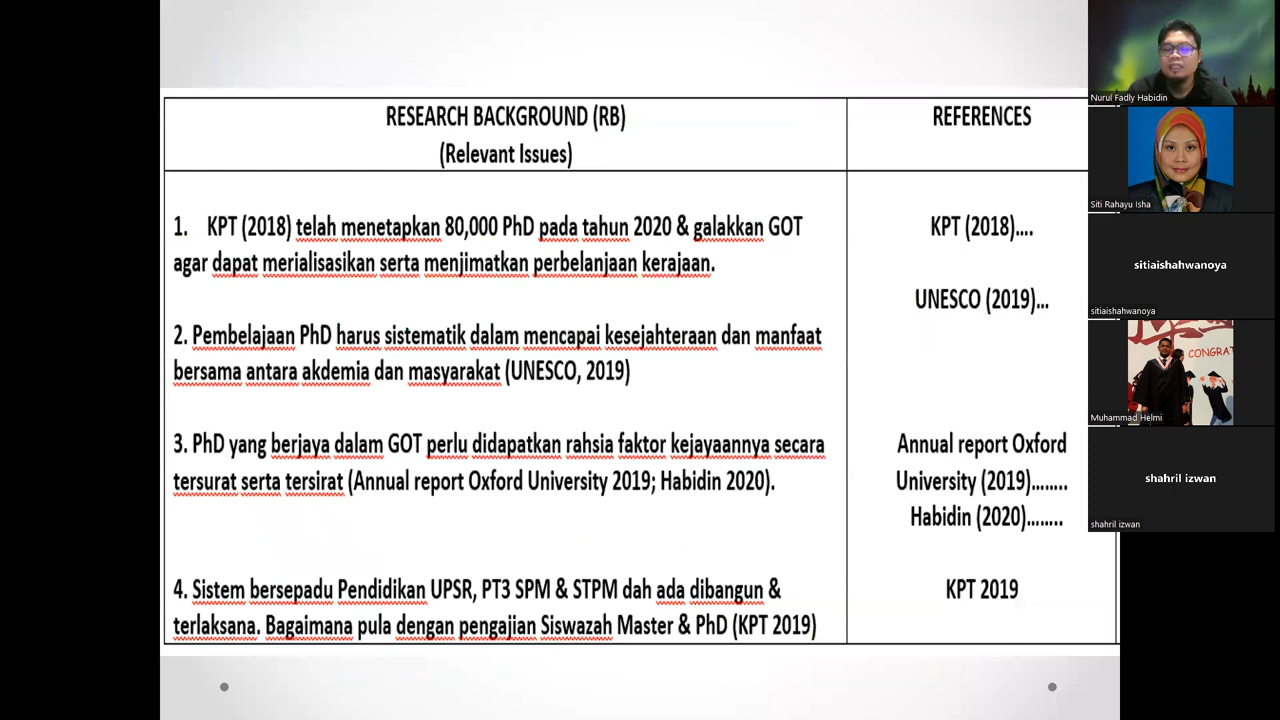 RESEARCH BACKGROUND (RB)
(Relevant Issues)
REFERENCES
1. KPT (2018) telah menetapkan 80,000 PhD pada tahun 2020 & galakkan GOT
agar dapat merialisasikan serta menjimatkan perbelanjaan kerajaan.
2. Pembelajaan PhD harus sistematik dalam mencapai kesejahteraan dan manfaat
bersama antara akdemia dan masyarakat (UNESCO, 2019)
3. PhD yang berjaya dalam GOT perlu didapatkan rahsia faktor kejayaannya secara
tersurat serta tersirat (Annual report Oxford University 2019; Habidin 2020).
4. Sistem bersepadu Pendidikan UPSR, PT3 SPM & STPM dah ada dibangun &
terlaksana. Bagaimana pula dengan pengajian Siswazah Master & PhD (KPT 2019)
KPT (2018)....
UNESCO (2019)...
Annual report Oxford
University (2019)........
Habidin (2020)........
KPT 2019
Nurul Fadly Habidin
Siti Rahayu Isha
sitiaishahwanoya
sitiaishahwanoya
CONGRAT
Muhammad Helmi
shahril izwan
shahril izwan